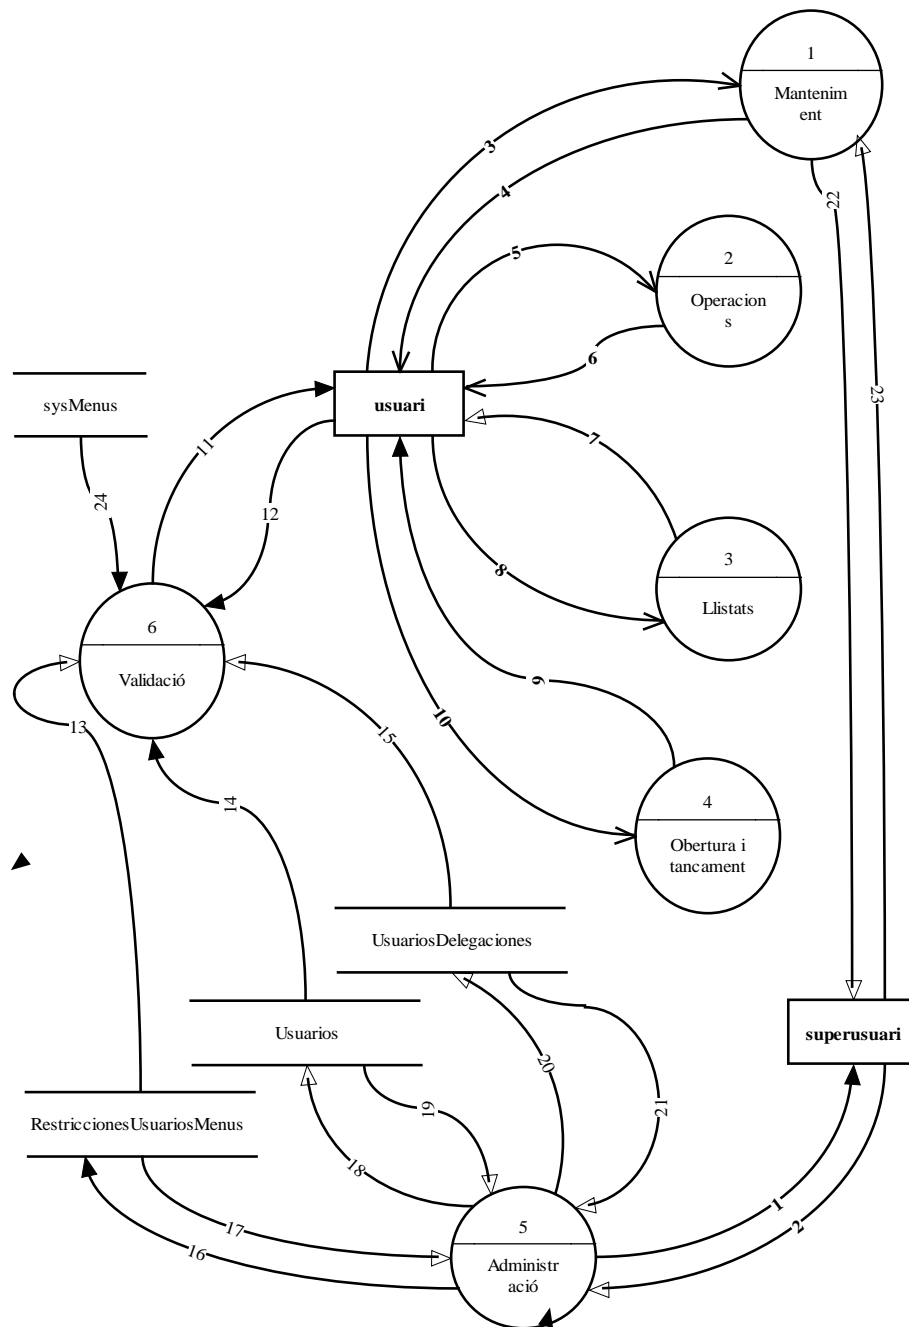 1
Mantenim
ent
3
4
22
2
Operacion
s
5
6
23
sysMenus
usuari
11
7
24
12
3
Llistats
8
6
Validació
9
13
15
10
14
4
Obertura i
tancament
UsuariosDelegaciones
Usuarios
superusuari
20
19
21
RestriccionesUsuariosMenus
18
17
16
5
Administr
ació
1
2